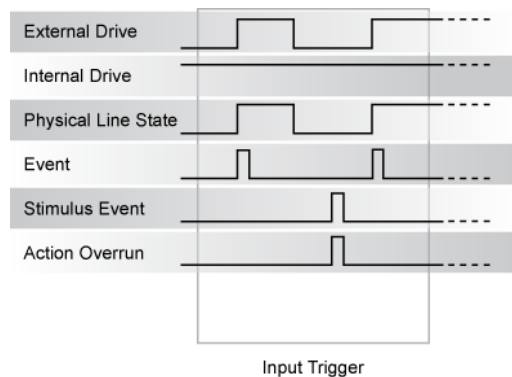 External Drive
Internal Drive
Physical Line State
Event
Stimulus Event
Action Overrun
Input Trigger